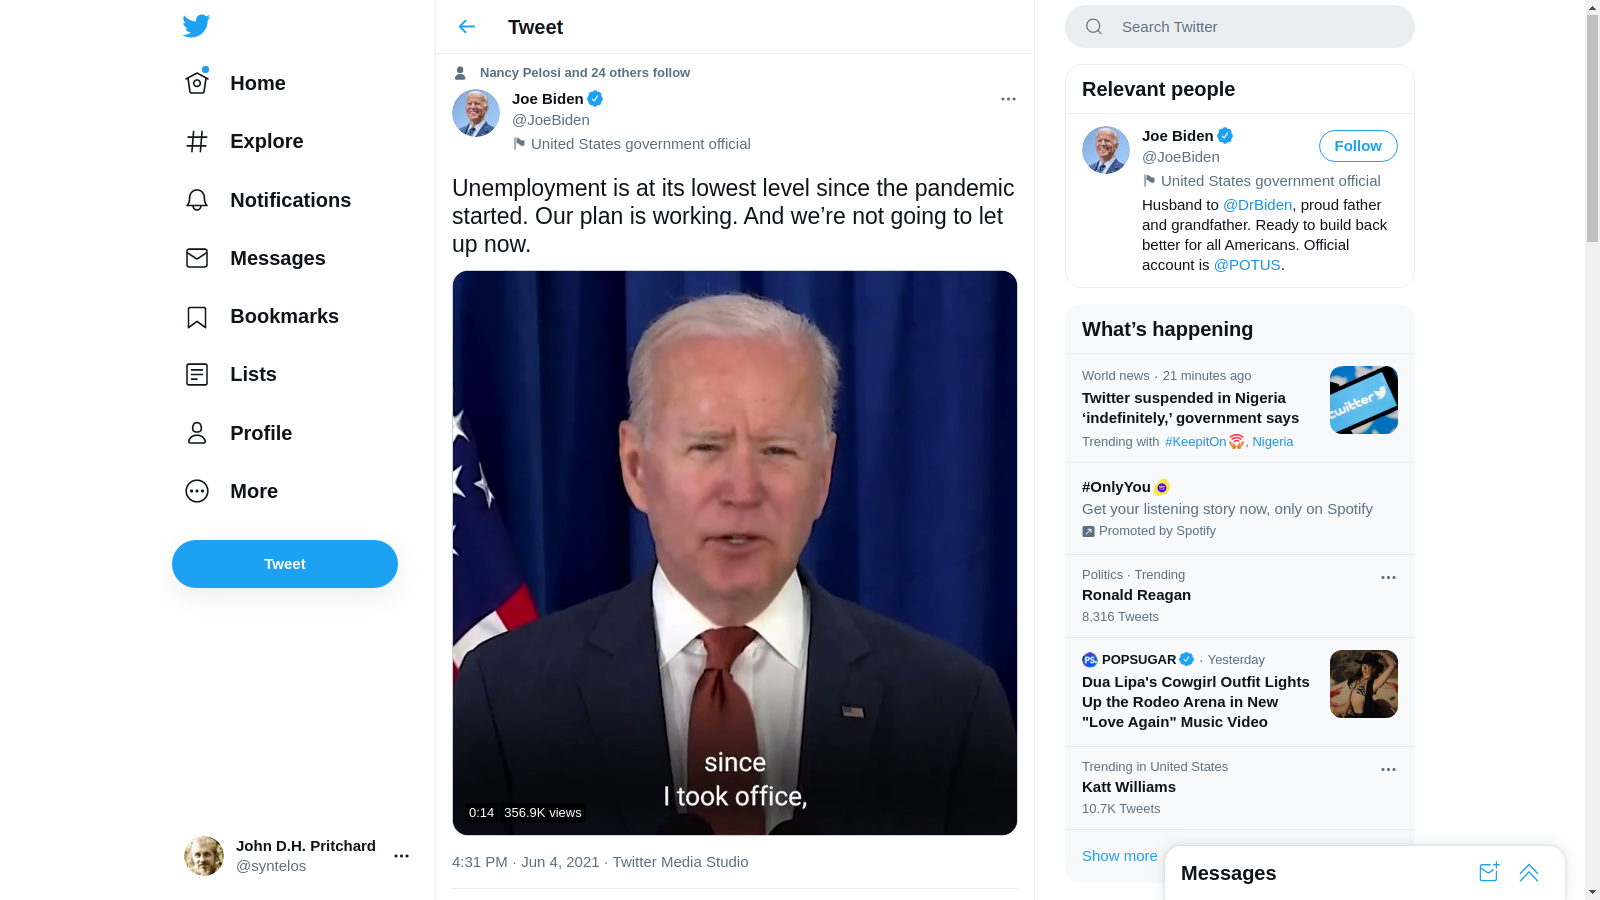 Home
Explore
Notifications
Messages
Bookmarks
Lists
Profile
More
Tweet
John D.H. Pritchard
@syntelos
Tweet
Nancy Pelosi and 24 others follow
Joe Biden
@JoeBiden
United States government official
Unemployment is at its lowest level since the pandemic
started. Our plan is working. And we’re not going to let
up now.
since
I took office,
0:14 356.9K views
4:31 PM · Jun 4, 2021 · Twitter Media Studio
Search Twitter
Relevant people
Joe Biden
@JoeBiden
Follow
United States government official
Husband to @DrBiden, proud father
and grandfather. Ready to build back
better for all Americans. Official
account is @POTUS.
What’s happening
World news · 21 minutes ago
Twitter suspended in Nigeria
‘indefinitely,’ government says
Trending with #KeepitOn, Nigeria
twitter
#OnlyYou
Get your listening story now, only on Spotify
Promoted by Spotify
Politics · Trending
Ronald Reagan
8,316 Tweets
PS.
POPSUGAR · Yesterday
Dua Lipa's Cowgirl Outfit Lights
Up the Rodeo Arena in New
"Love Again" Music Video
Trending in United States
Katt Williams
10.7K Tweets
Show more
Messages